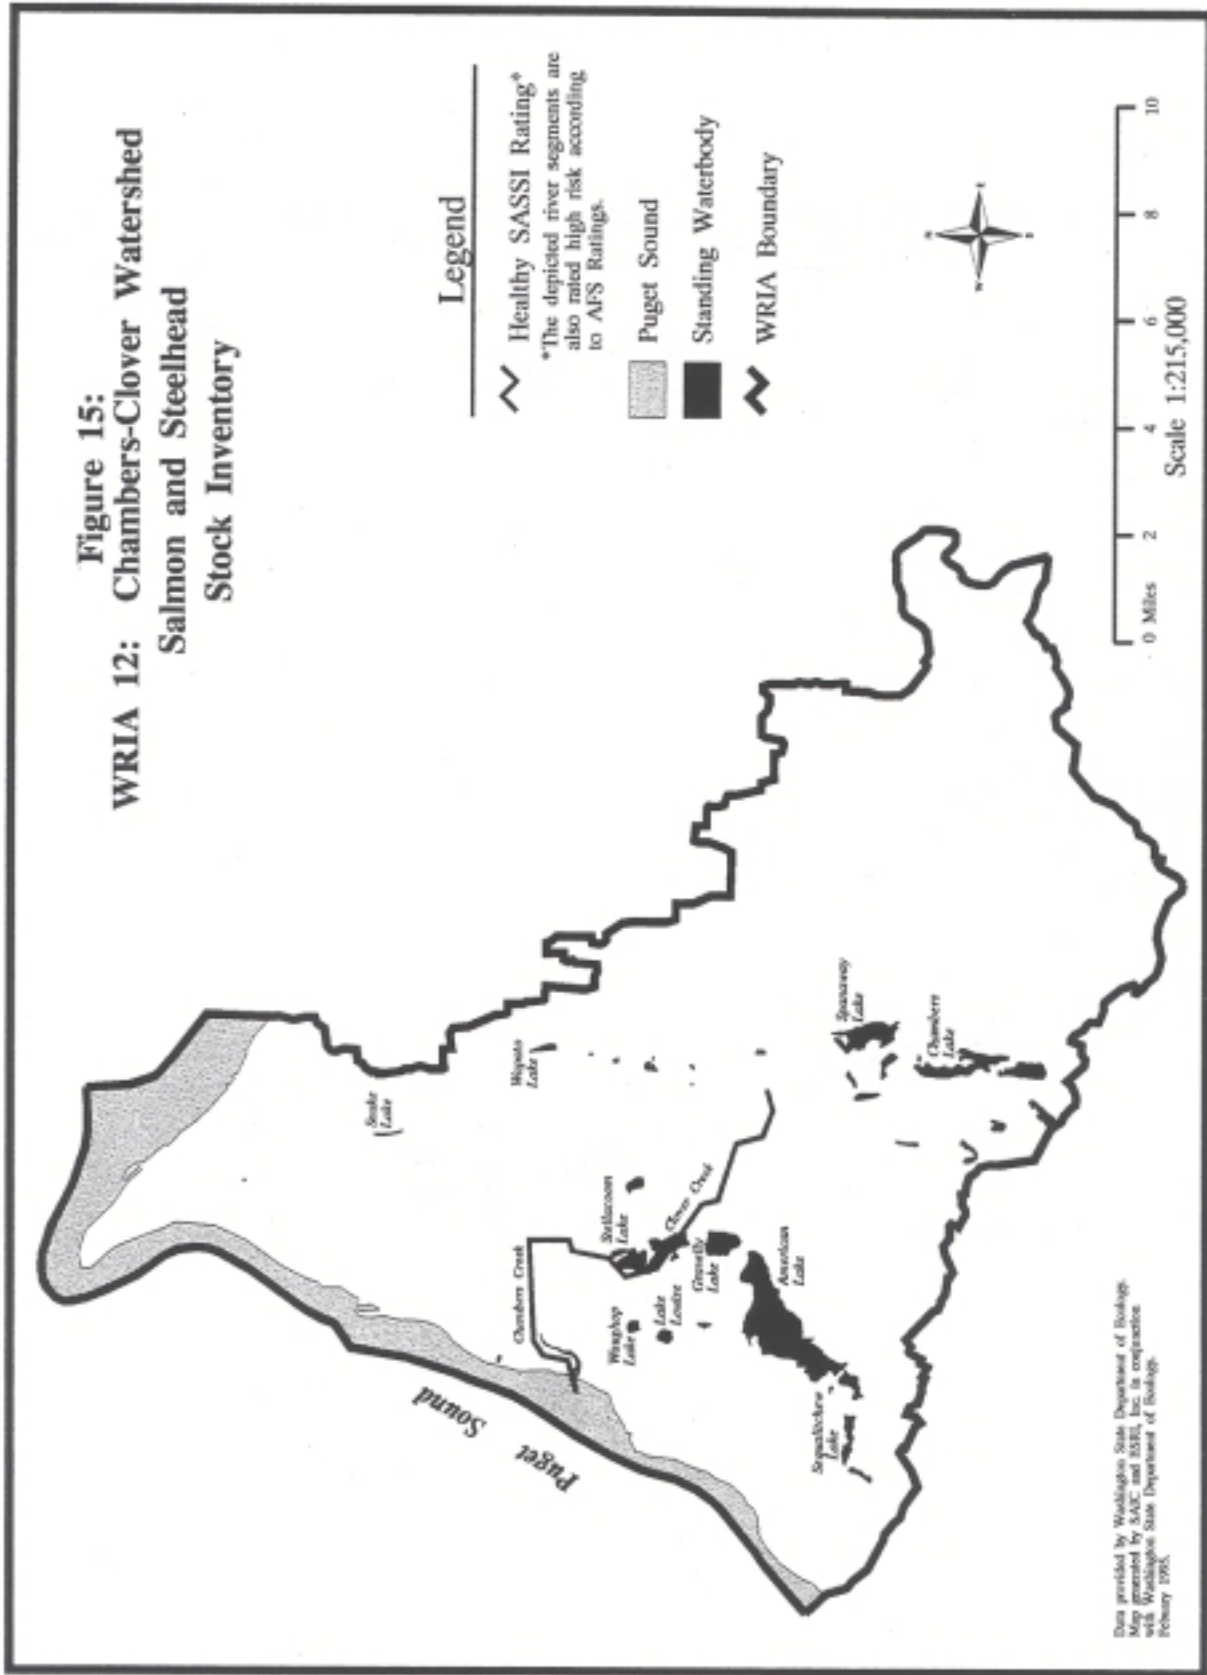 Figure 15:
WRIA 12: Chambers-Clover Watershed
Salmon and Steelhead
Stock Inventory
Legend
Healthy SASSI Rating*
*The depicted river segments are
also rated high risk according
to AFS Ratings.
Puget Sound
Standing Waterbody
WRIA Boundary
N
W
E
S
0 Miles
2
4
6
8
10
Scale 1:215,000
Puget Sound
Snake
Lake
Wapato
Lake
Chambers Creek
Steilacoom
Lake
Clover Creek
Waughop
Lake
Lake
Louise
Gravelly
Lake
American
Lake
Sequalitchew
Lake
Spanaway
Lake
Chambers
Lake
Data provided by Washington State Department of Ecology.
Map generated by SAIC and ESRI, Inc. in conjunction
with Washington State Department of Ecology.
Febuary 1995.